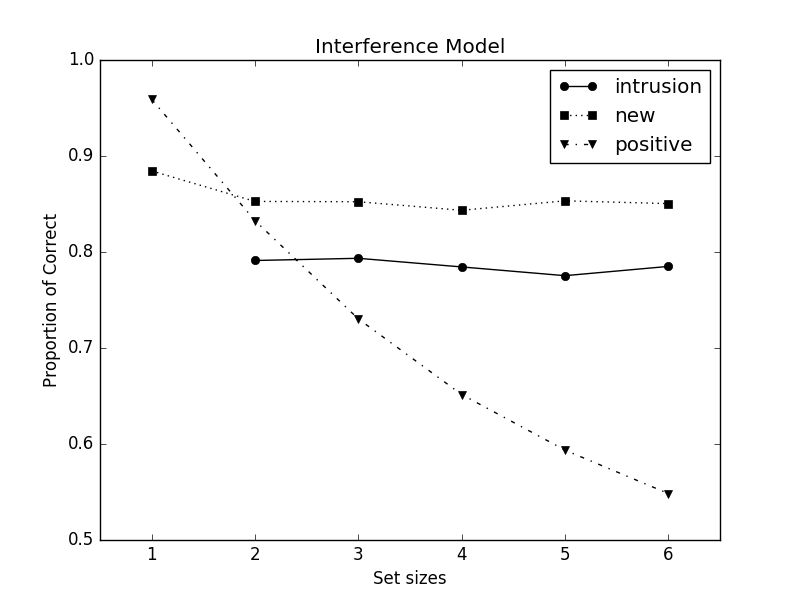 Interference Model
intrusion
new
positive
1.0
0.9
0.8
0.7
0.6
0.5
Proportion of Correct
1 2 3 4 5 6
Set sizes